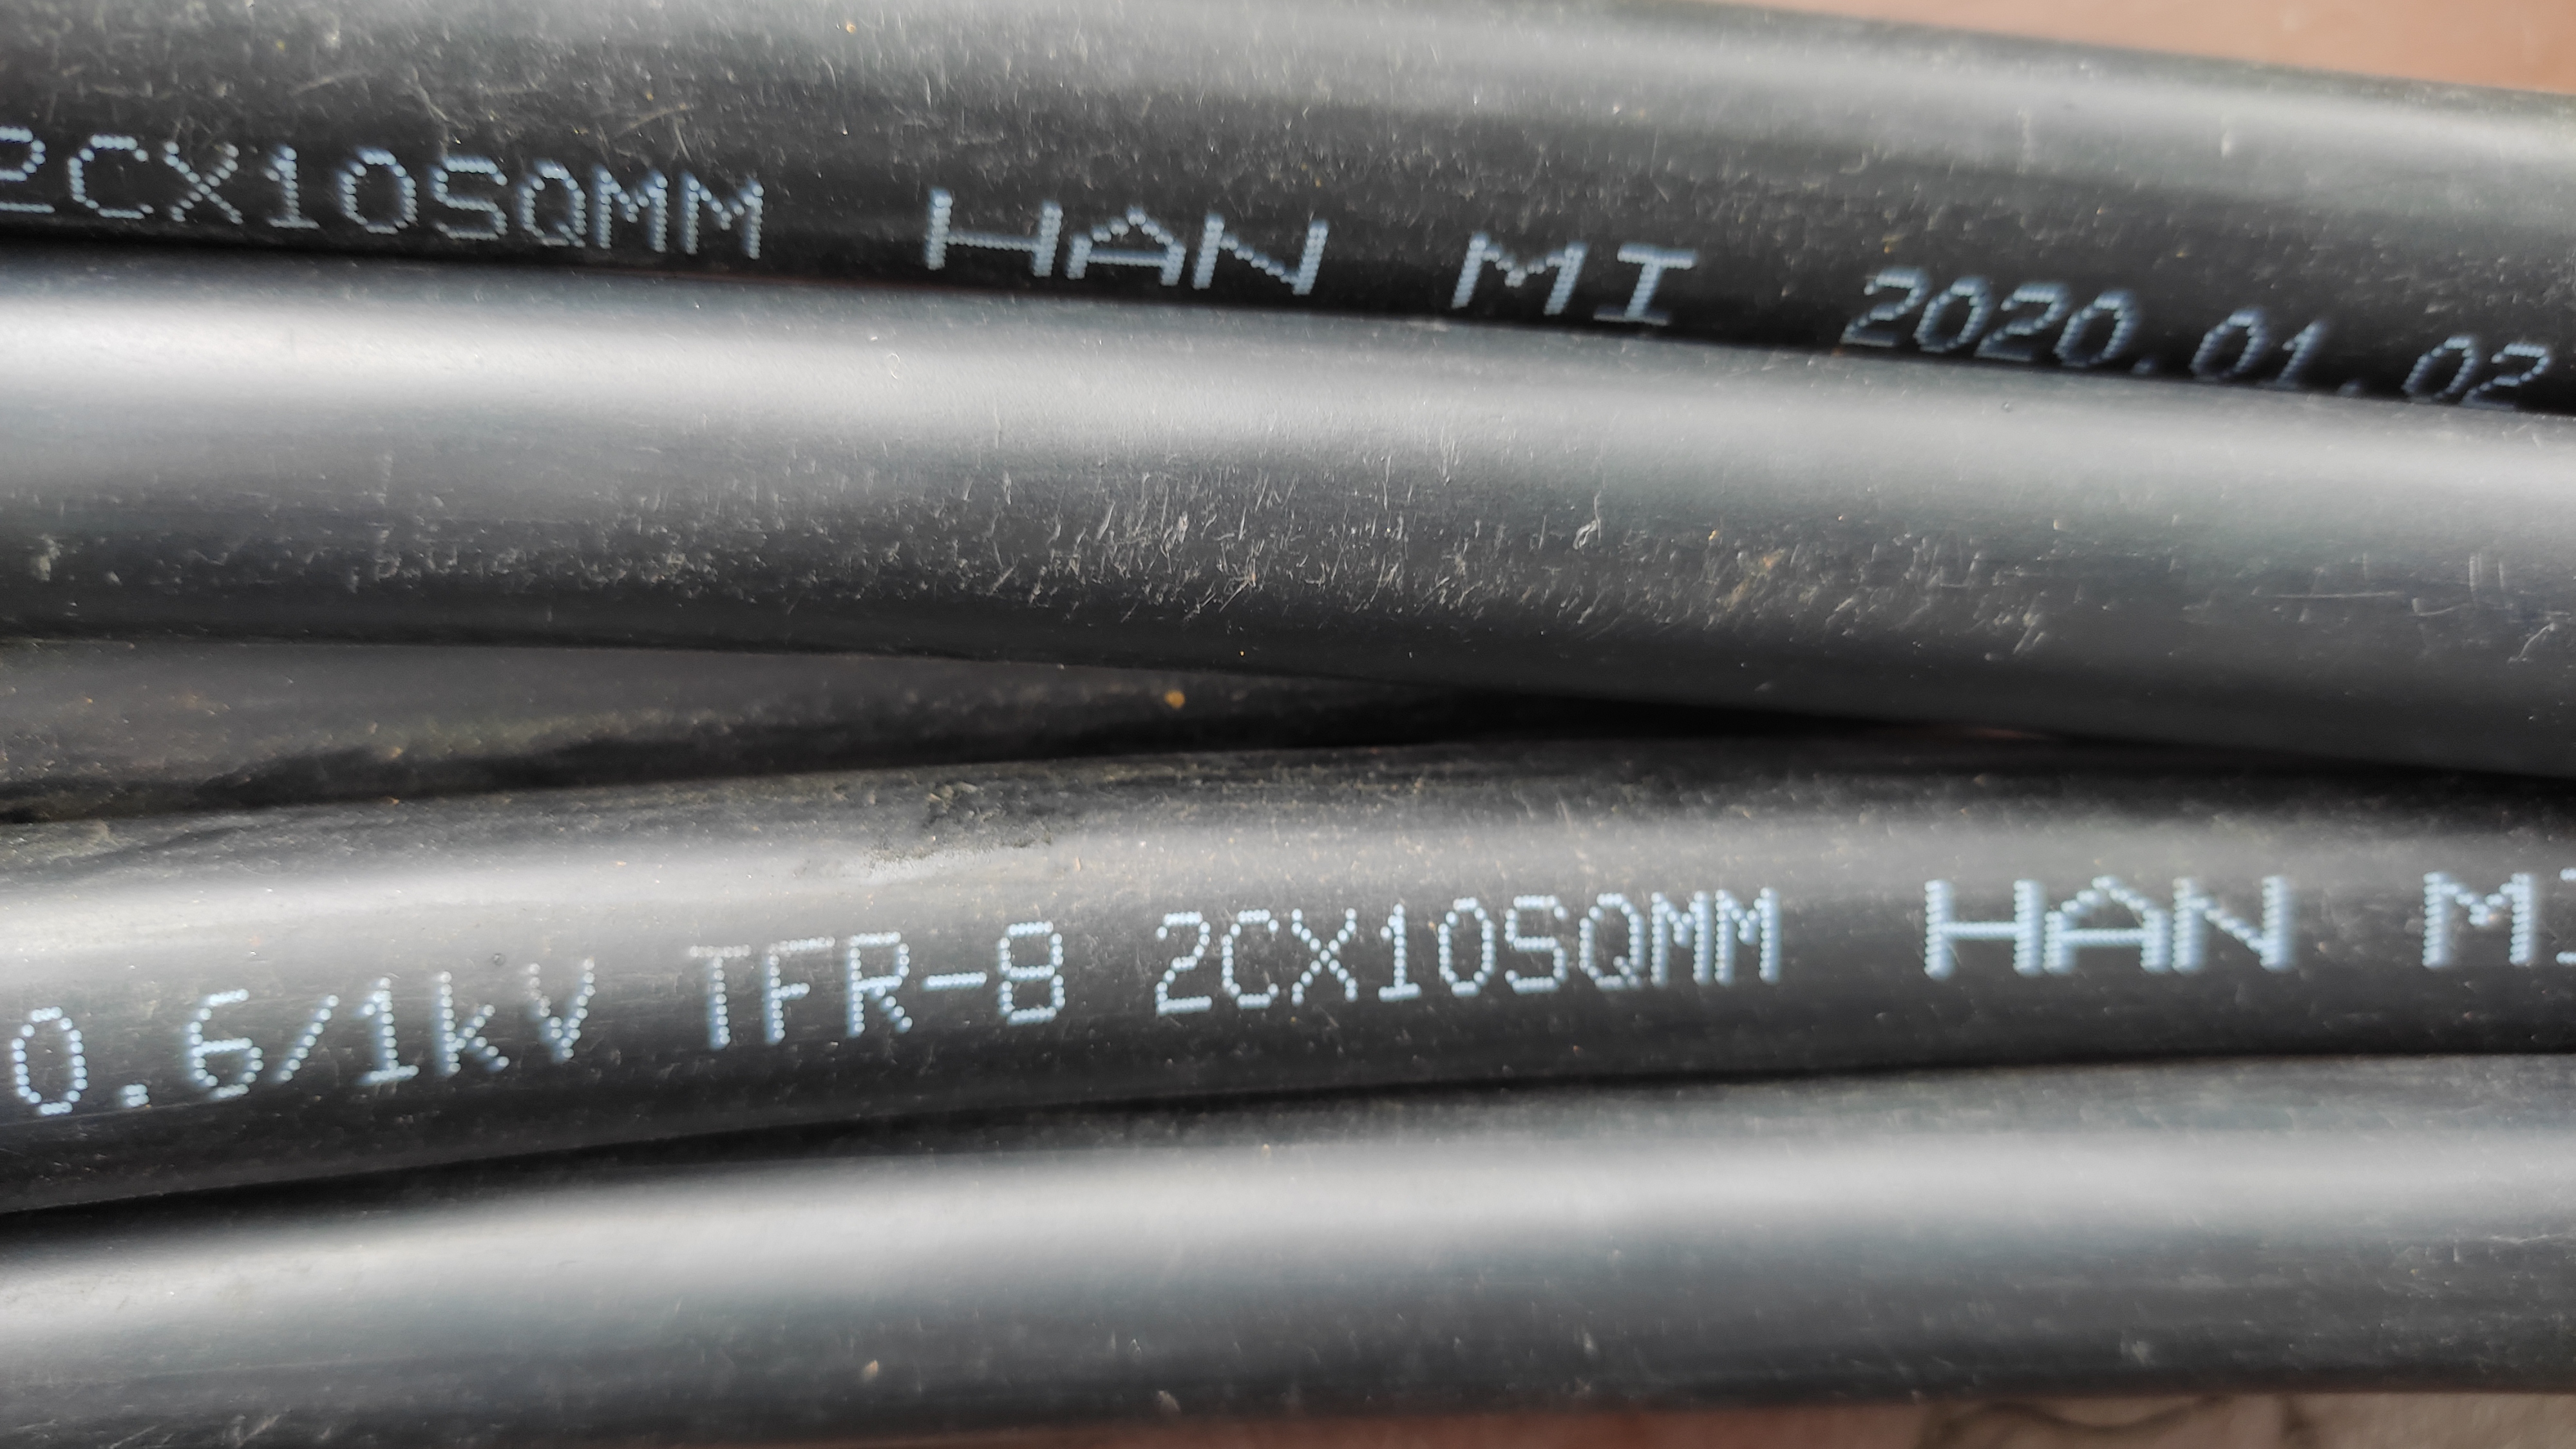 2CX10SQMM HAN MI 2020.01.02
0.6/1kV TFR-8 2CX10SQMM HAN MI